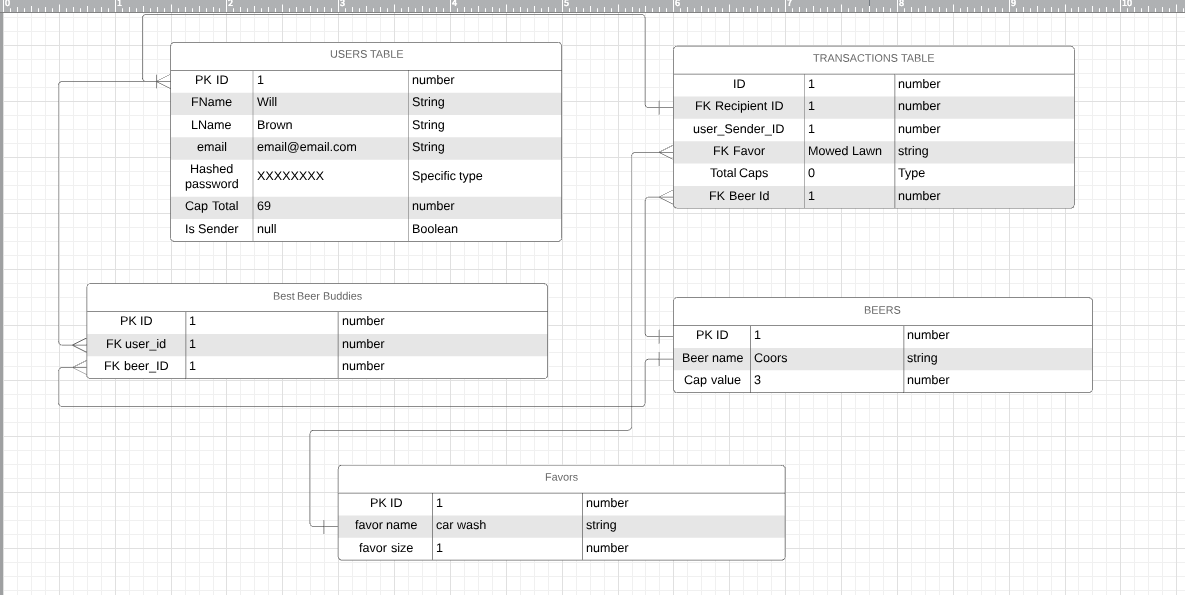 0 1 2 3 4 5 6 7 8 9 10
USERS TABLE
PK ID 1 number
FName Will String
LName Brown String
email email@email.com String
Hashed
password XXXXXXXX Specific type
Cap Total 69 number
Is Sender null Boolean
TRANSACTIONS TABLE
ID 1 number
FK Recipient ID 1 number
user_Sender_ID 1 number
FK Favor Mowed Lawn string
Total Caps 0 Type
FK Beer Id 1 number
Best Beer Buddies
PK ID 1 number
FK user_id 1 number
FK beer_ID 1 number
BEERS
PK ID 1 number
Beer name Coors string
Cap value 3 number
Favors
PK ID 1 number
favor name car wash string
favor size 1 number